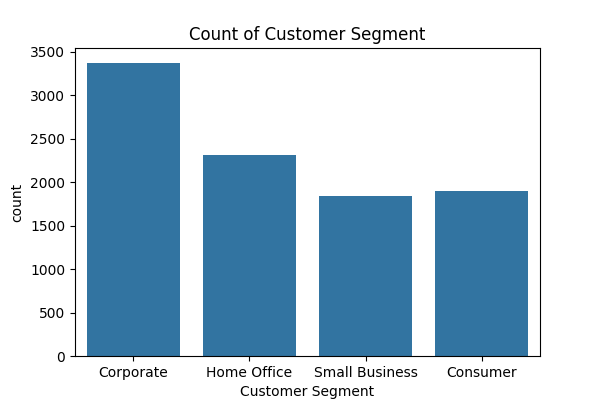 Count of Customer Segment
3500
3000
2500
2000
1500
1000
500
0
count
Corporate Home Office Small Business Consumer
Customer Segment